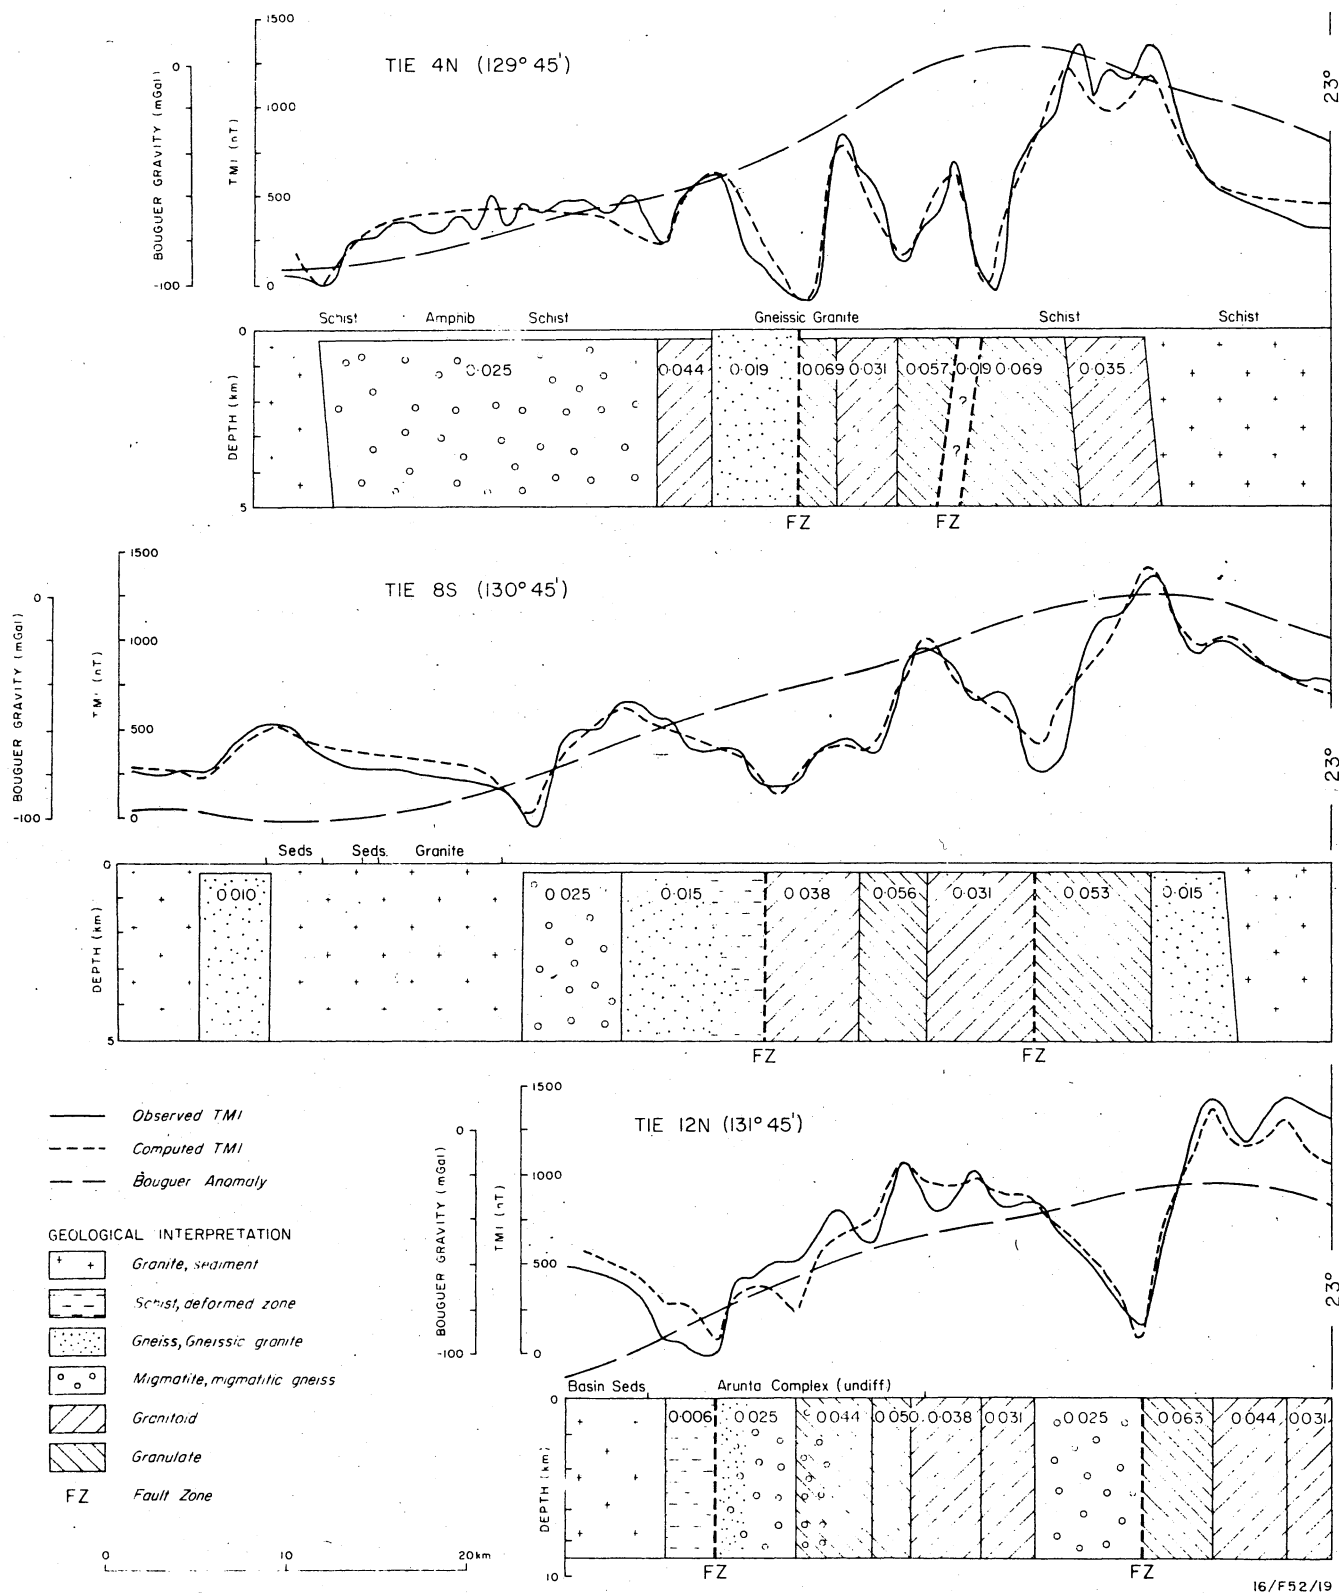 TIE 4N (129° 45')
BOUGUER GRAVITY (mGal)
0
-100
TMI (nT)
1500
1000
500
0
23°
Schist Amphib Schist Gneissic Granite Schist Schist
DEPTH (km)
0
5
0·025 0·044 0·019 0·069 0·031 0·057 0·019 0·069 0·035
?
?
FZ FZ
TIE 8S (130° 45')
BOUGUER GRAVITY (mGal)
0
-100
TMI (nT)
1500
1000
500
0
23°
Seds Seds. Granite
DEPTH (km)
0
5
0·010 0·025 0·015 0·038 0·056 0·031 0·053 0·015
FZ FZ
TIE 12N (131° 45')
BOUGUER GRAVITY (mGal)
0
-100
TMI (nT)
1500
1000
500
0
23°
Basin Seds Arunta Complex (undiff)
DEPTH (km)
0
10
0·006 0·025 0·044 0·050 0·038 0·031 0·025 0·063 0·044 0·031
FZ FZ
Observed TMI
Computed TMI
Bouguer Anomaly
GEOLOGICAL INTERPRETATION
Granite, sediment
Schist, deformed zone
Gneiss, Gneissic granite
Migmatite, migmatitic gneiss
Granitoid
Granulate
FZ Fault Zone
0 10 20 km
16/F52/19